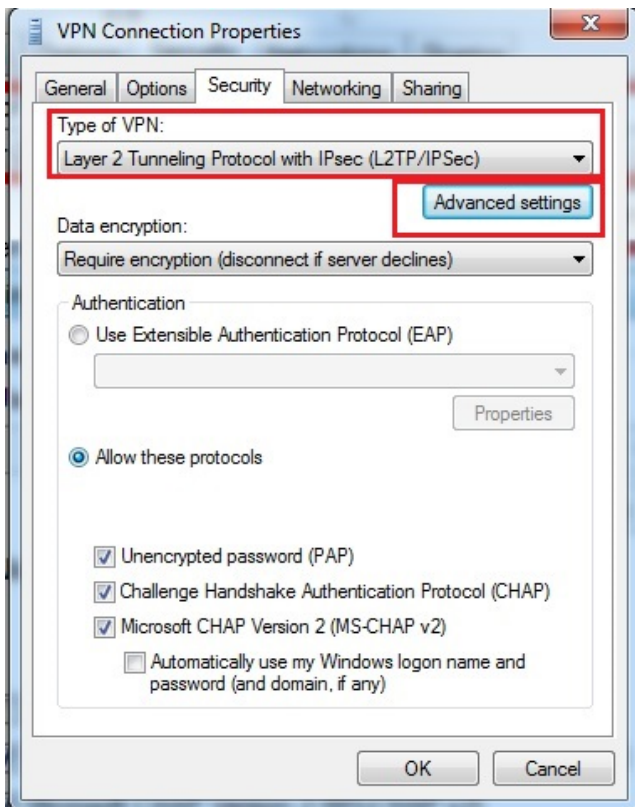 VPN Connection Properties
General Options Security Networking Sharing
Type of VPN:
Layer 2 Tunneling Protocol with IPsec (L2TP/IPSec)
Advanced settings
Data encryption:
Require encryption (disconnect if server declines)
Authentication
Use Extensible Authentication Protocol (EAP)
Properties
Allow these protocols
Unencrypted password (PAP)
Challenge Handshake Authentication Protocol (CHAP)
Microsoft CHAP Version 2 (MS-CHAP v2)
Automatically use my Windows logon name and
password (and domain, if any)
OK Cancel